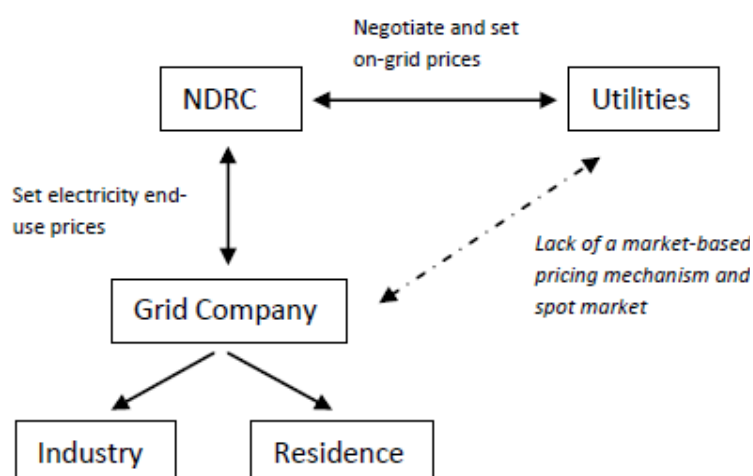 Negotiate and set
on-grid prices
NDRC
Utilities
Set electricity end-
use prices
Lack of a market-based
pricing mechanism and
spot market
Grid Company
Industry
Residence